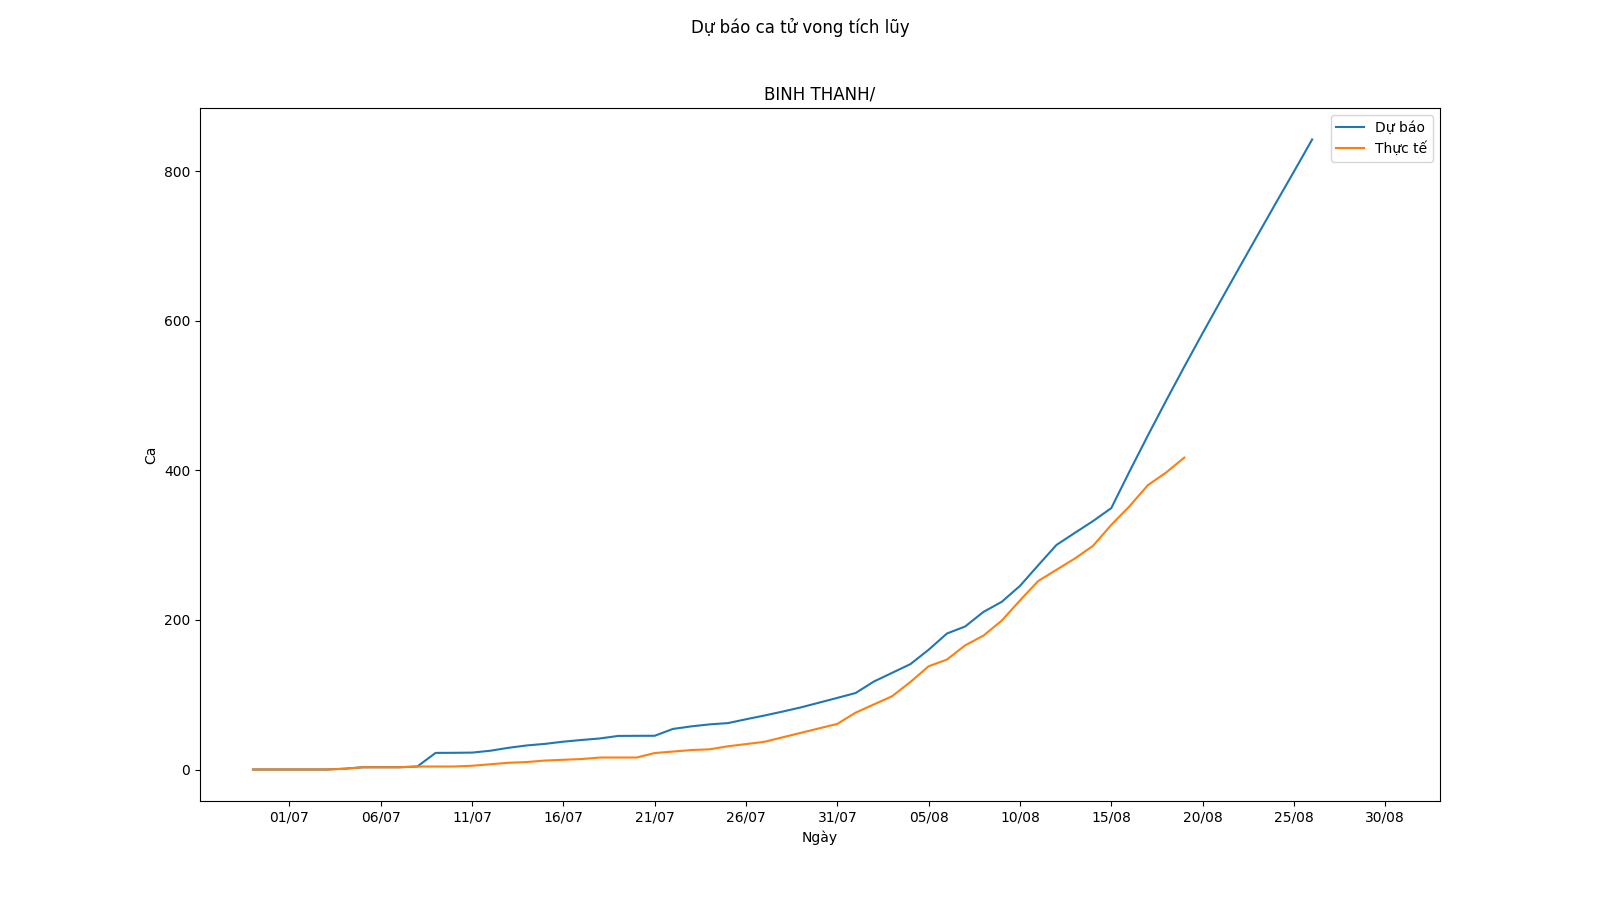 Dự báo ca tử vong tích lũy
BINH THANH/
Dự báo
Thực tế
800
600
400
200
0
Ca
01/07 06/07 11/07 16/07 21/07 26/07 31/07 05/08 10/08 15/08 20/08 25/08 30/08
Ngày